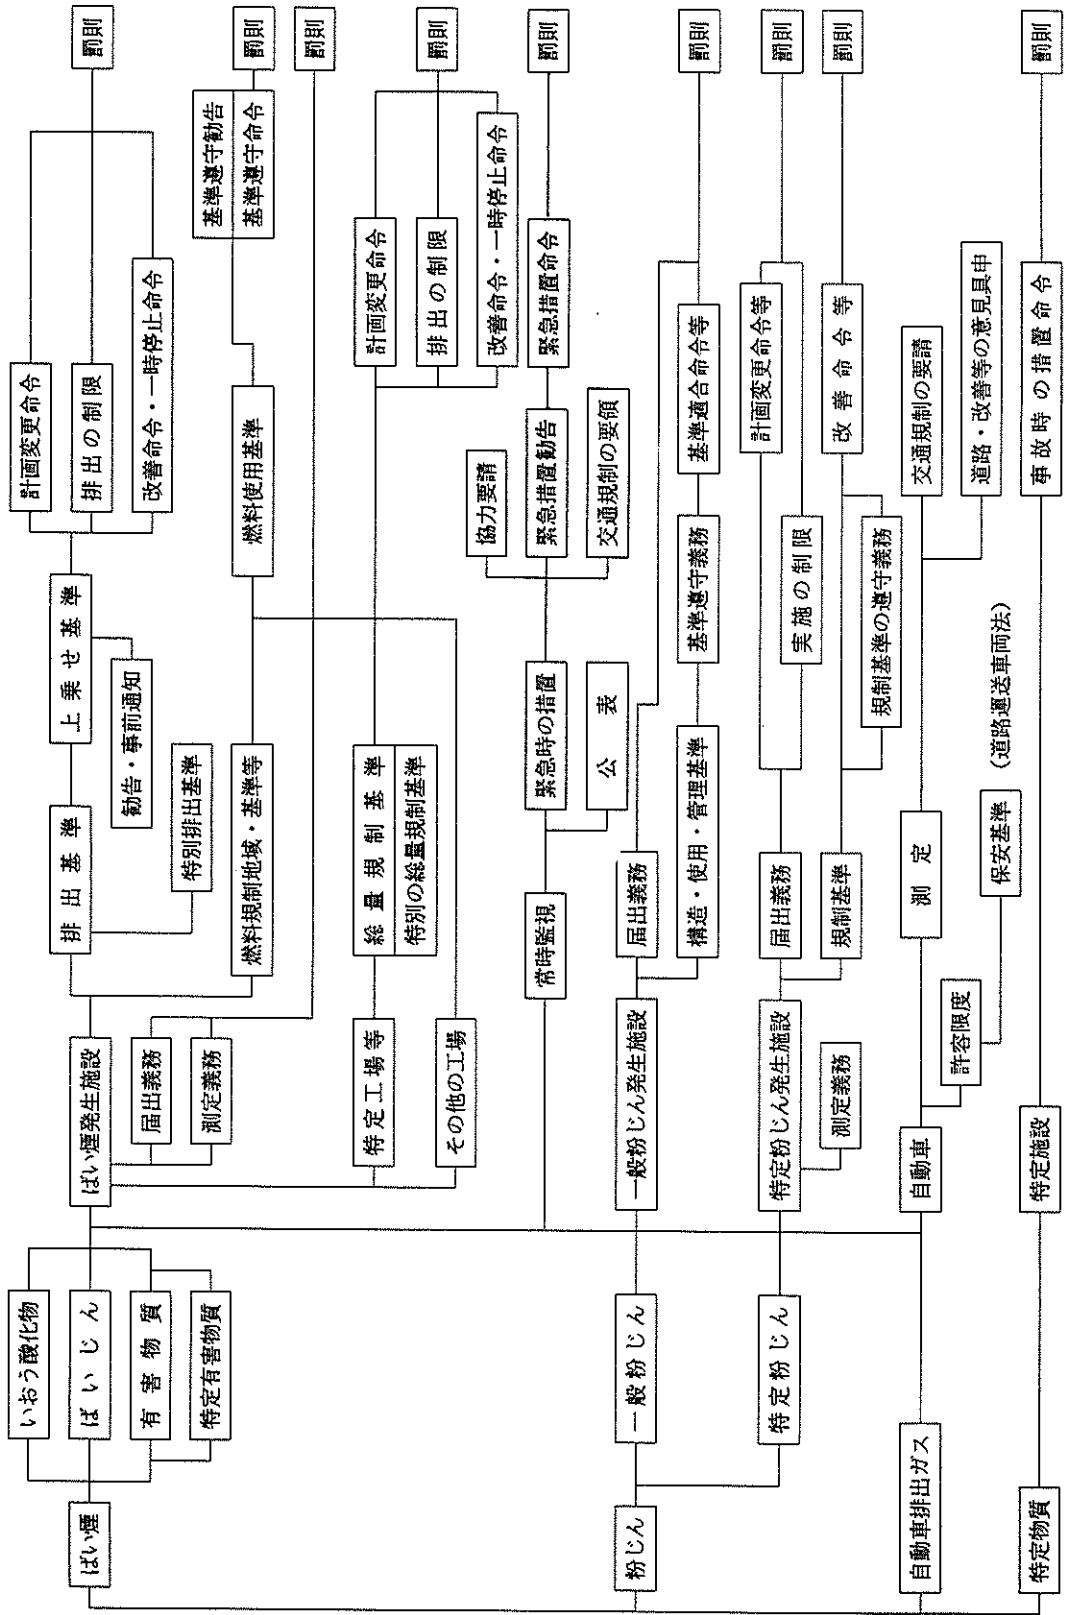 ばい煙
いおう酸化物
ばいじん
有害物質
特定有害物質
ばい煙発生施設
届出義務
測定義務
排出基準
特別排出基準
上乗せ基準
勧告・事前通知
計画変更命令
排出の制限
改善命令・一時停止命令
罰則
燃料規制地域・基準等
燃料使用基準
基準遵守勧告
基準遵守命令
罰則
罰則
特定工場等
その他の工場
総量規制基準
特別の総量規制基準
計画変更命令
排出の制限
改善命令・一時停止命令
罰則
常時監視
緊急時の措置
公表
協力要請
緊急措置勧告
交通規制の要領
緊急措置命令
罰則
粉じん
一般粉じん
一般粉じん発生施設
届出義務
構造・使用・管理基準
基準遵守義務
基準適合命令等
罰則
特定粉じん
特定粉じん発生施設
測定義務
届出義務
規制基準
計画変更命令等
実施の制限
罰則
改善命令等
規制基準の遵守義務
罰則
自動車排出ガス
自動車
許容限度
保安基準
(道路運送車両法)
測定
交通規制の要請
道路・改善等の意見具申
特定物質
特定施設
事故時の措置命令
罰則